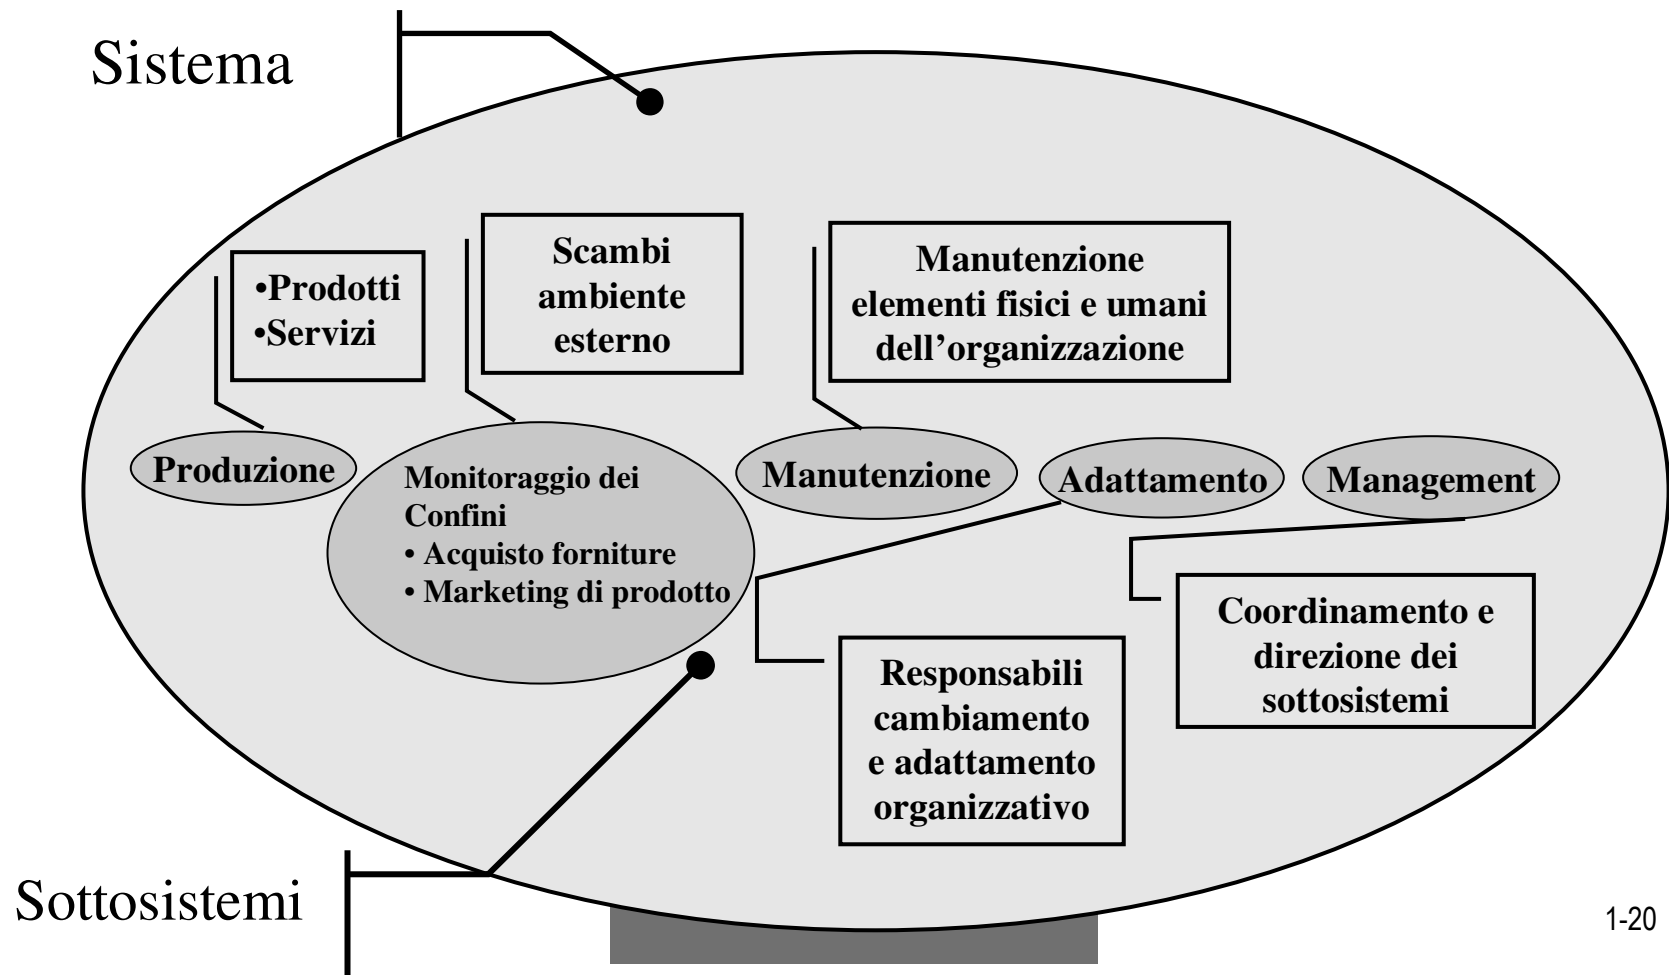 Sistema
•Prodotti
•Servizi
Scambi
ambiente
esterno
Manutenzione
elementi fisici e umani
dell’organizzazione
Produzione
Monitoraggio dei
Confini
• Acquisto forniture
• Marketing di prodotto
Manutenzione
Adattamento
Management
Responsabili
cambiamento
e adattamento
organizzativo
Coordinamento e
direzione dei
sottosistemi
Sottosistemi
1-20